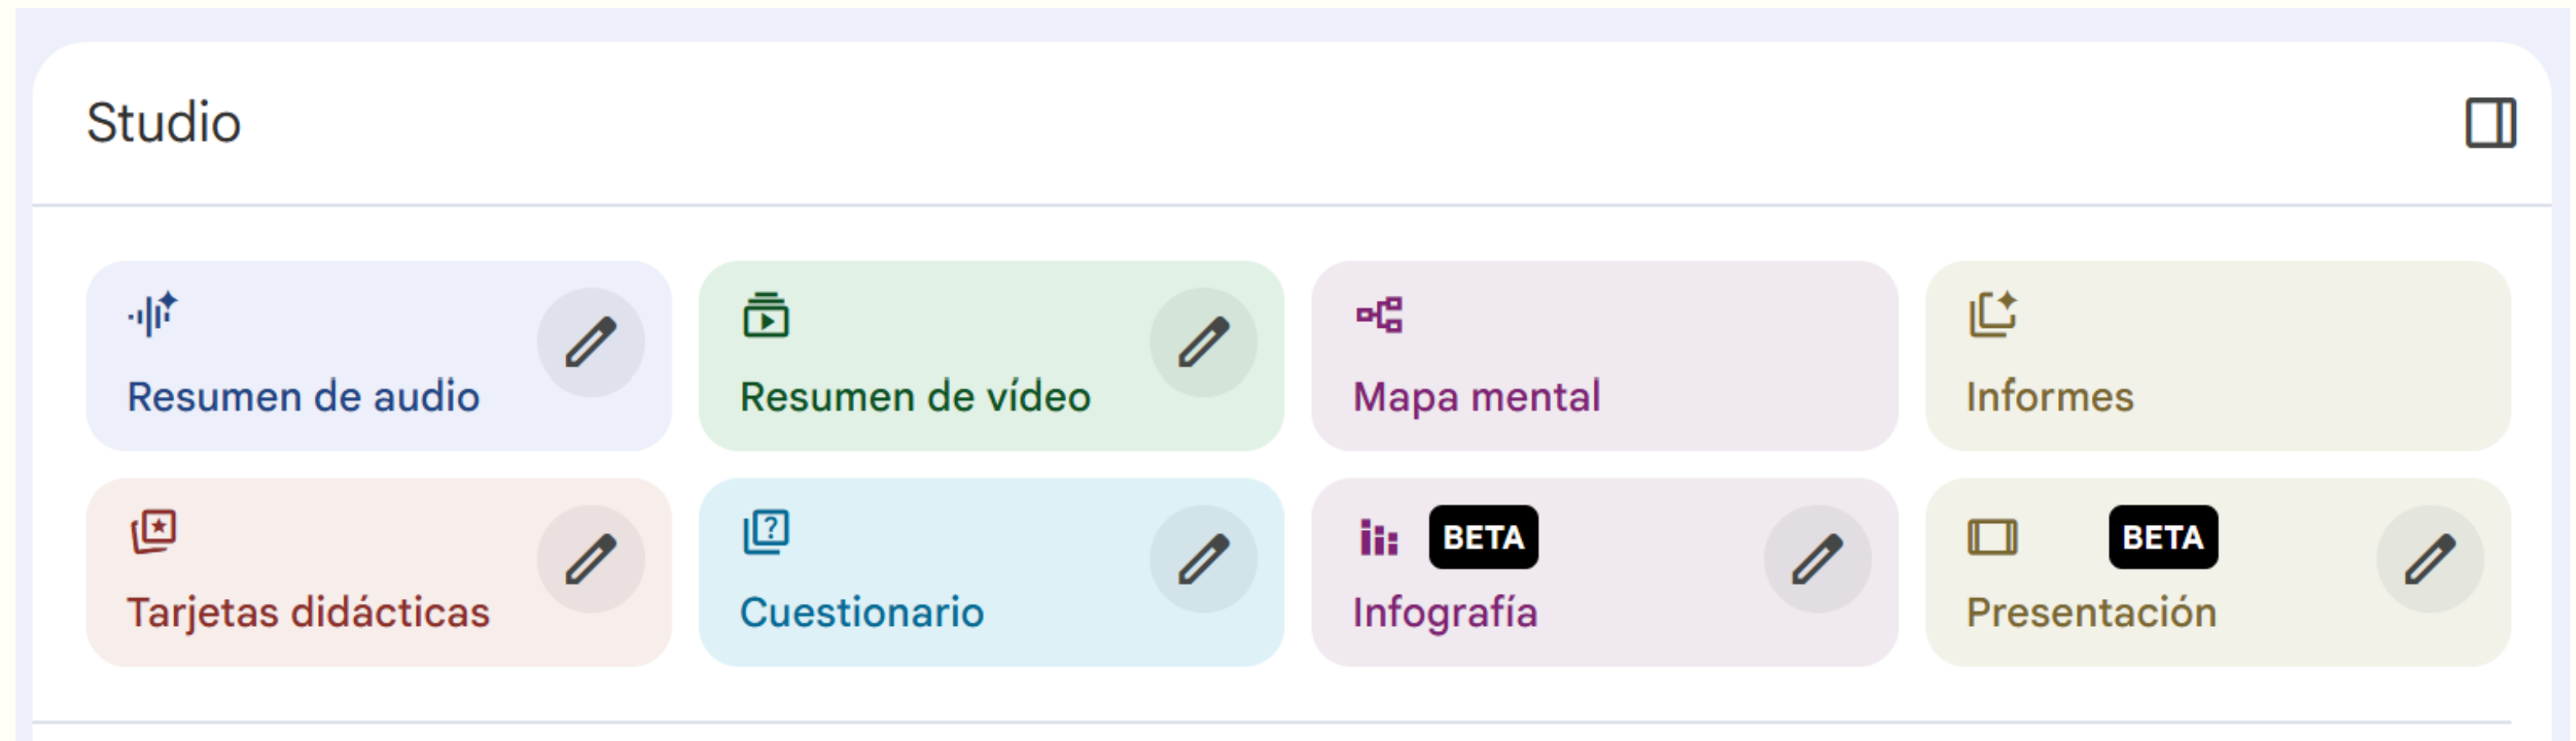 Studio
Resumen de audio
Resumen de vídeo
Mapa mental
Informes
Tarjetas didácticas
Cuestionario
BETA
Infografía
BETA
Presentación